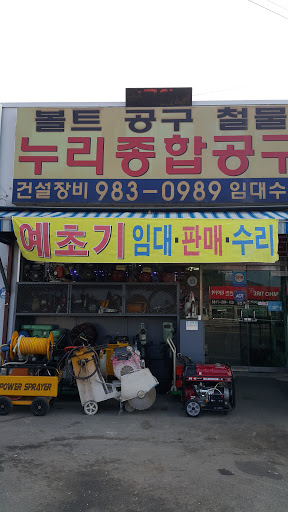 볼트 공구 철물
누리종합공구
건설장비 983-0989 임대수
예초기 임대·판매·수리
POWER SPRAYER